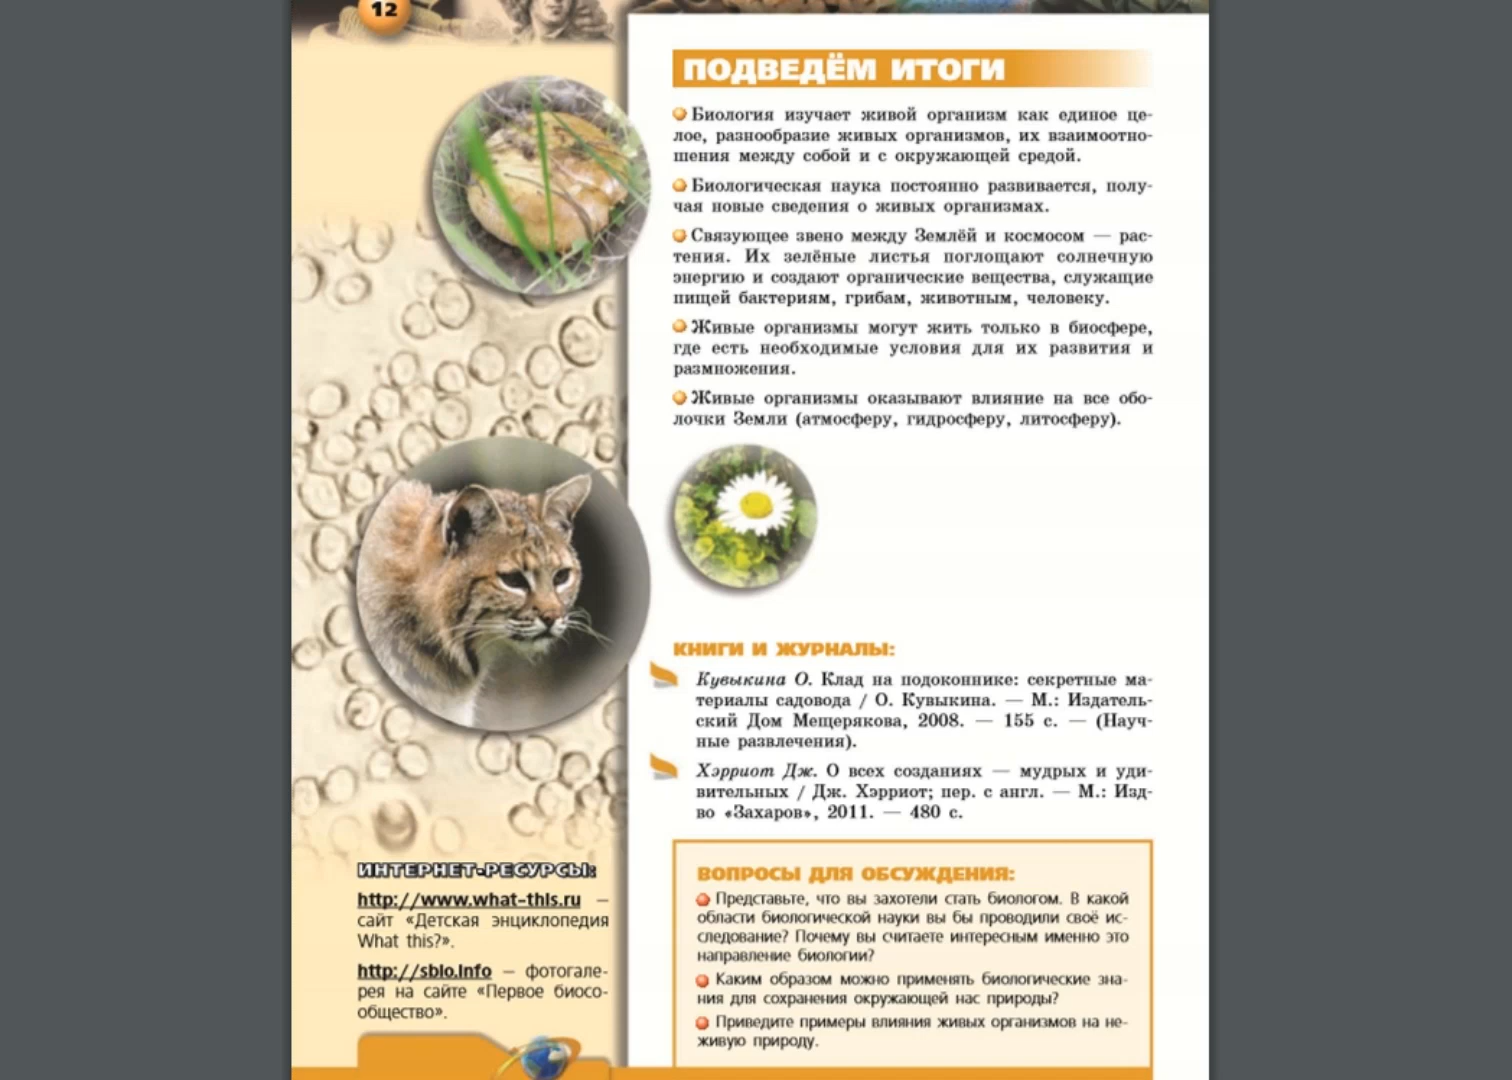 12
ПОДВЕДЁМ ИТОГИ
Биология изучает живой организм как единое це-
лое, разнообразие живых организмов, их взаимоотно-
шения между собой и с окружающей средой.
Биологическая наука постоянно развивается, полу-
чая новые сведения о живых организмах.
Связующее звено между Землёй и космосом — рас-
тения. Их зелёные листья поглощают солнечную
энергию и создают органические вещества, служащие
пищей бактериям, грибам, животным, человеку.
Живые организмы могут жить только в биосфере,
где есть необходимые условия для их развития и
размножения.
Живые организмы оказывают влияние на все обо-
лочки Земли (атмосферу, гидросферу, литосферу).
КНИГИ И ЖУРНАЛЫ:
Кувыкина О. Клад на подоконнике: секретные ма-
териалы садовода / О. Кувыкина. — М.: Издатель-
ский Дом Мещерякова, 2008. — 155 с. — (Науч-
ные развлечения).
Хэрриот Дж. О всех созданиях — мудрых и уди-
вительных / Дж. Хэрриот; пер. с англ. — М.: Изд-
во «Захаров», 2011. — 480 с.
ИНТЕРНЕТ-РЕСУРСЫ:
http://www.what-this.ru —
сайт «Детская энциклопедия
What this?».
http://sbio.info — фотогале-
рея на сайте «Первое биосо-
общество».
ВОПРОСЫ ДЛЯ ОБСУЖДЕНИЯ:
Представьте, что вы захотели стать биологом. В какой
области биологической науки вы бы проводили своё ис-
следование? Почему вы считаете интересным именно это
направление биологии?
Каким образом можно применять биологические зна-
ния для сохранения окружающей нас природы?
Приведите примеры влияния живых организмов на не-
живую природу.